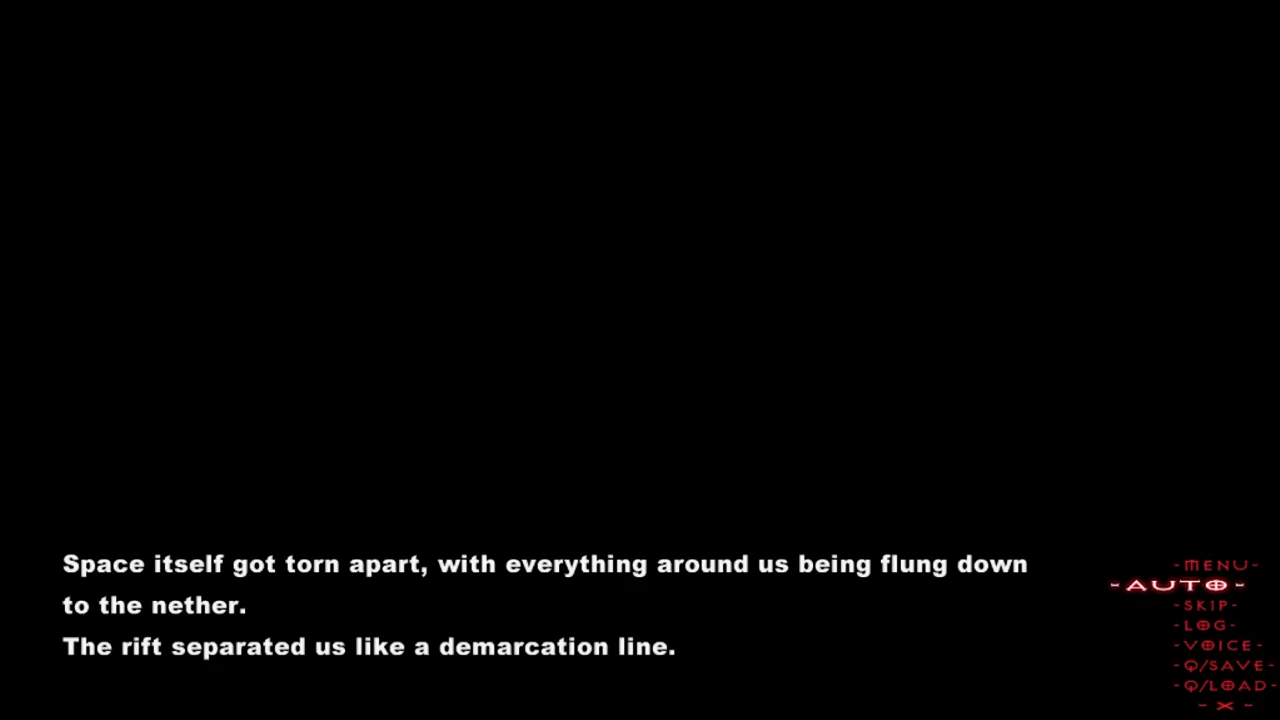 Space itself got torn apart, with everything around us being flung down
to the nether.
The rift separated us like a demarcation line.
-MENU-
-AUTO-
-SKIP-
-LOG-
-VOICE-
-Q/SAVE-
-Q/LOAD-
-X-